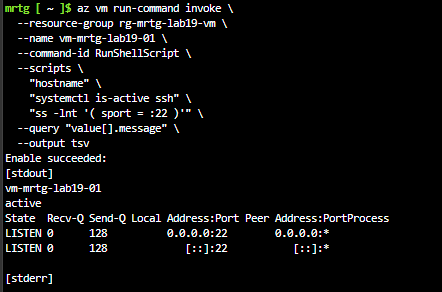 mrtg [ ~ ]$ az vm run-command invoke \
  --resource-group rg-mrtg-lab19-vm \
  --name vm-mrtg-lab19-01 \
  --command-id RunShellScript \
  --scripts \
    "hostname" \
    "systemctl is-active ssh" \
    "ss -lnt '( sport = :22 )'" \
  --query "value[].message" \
  --output tsv
Enable succeeded:
[stdout]
vm-mrtg-lab19-01
active
State  Recv-Q Send-Q Local Address:Port Peer Address:PortProcess
LISTEN 0      128          0.0.0.0:22        0.0.0.0:*
LISTEN 0      128             [::]:22           [::]:*

[stderr]